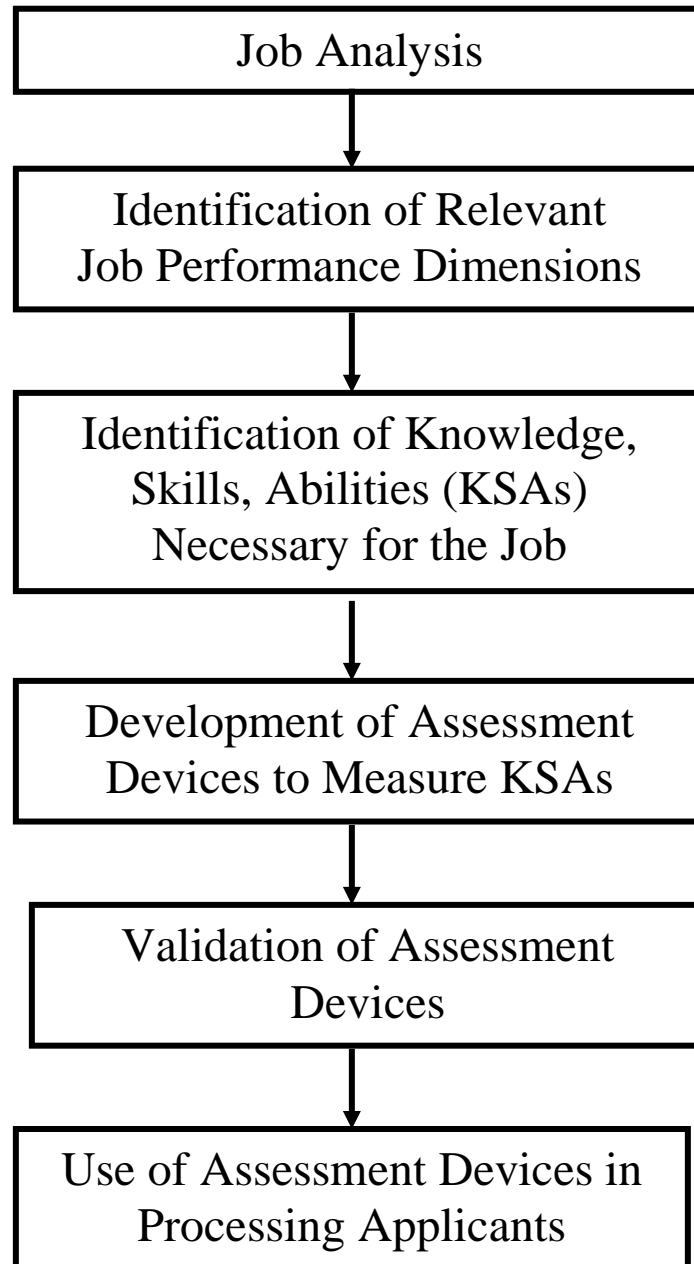 Job Analysis
Identification of Relevant
Job Performance Dimensions
Identification of Knowledge,
Skills, Abilities (KSAs)
Necessary for the Job
Development of Assessment
Devices to Measure KSAs
Validation of Assessment
Devices
Use of Assessment Devices in
Processing Applicants